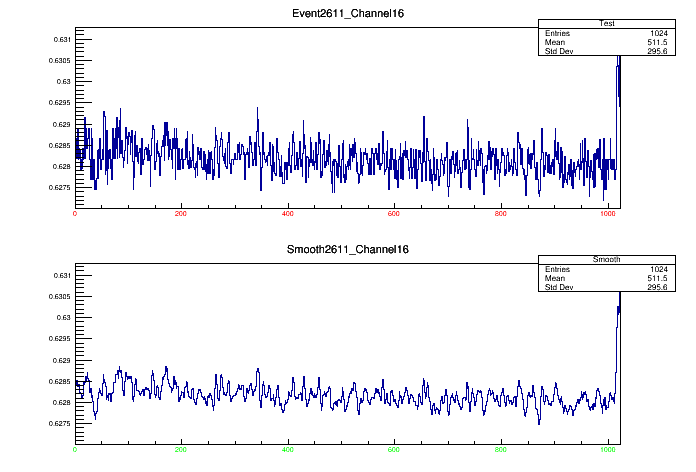 Event2611_Channel16
Test
Entries 1024
Mean 511.5
Std Dev 295.6
0.631
0.6305
0.63
0.6295
0.629
0.6285
0.628
0.6275
0 200 400 600 800 1000
Smooth2611_Channel16
Smooth
Entries 1024
Mean 511.5
Std Dev 295.6
0.631
0.6305
0.63
0.629
0.629
0.6285
0.628
0.6275
0 200 400 600 800 1000